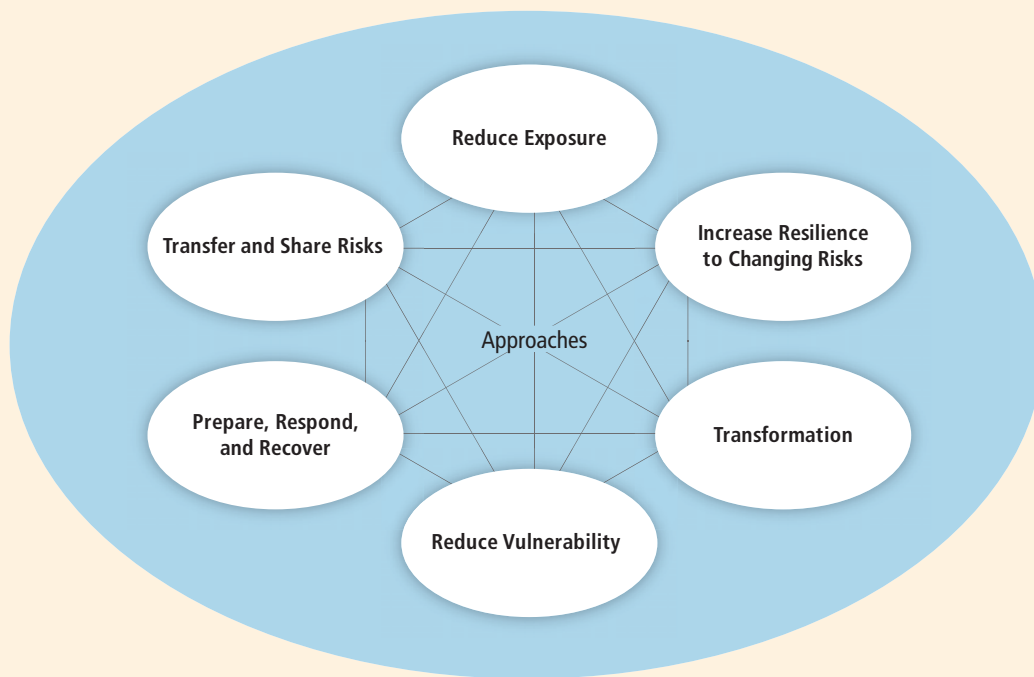 Reduce Exposure
Transfer and Share Risks
Increase Resilience
to Changing Risks
Approaches
Prepare, Respond,
and Recover
Transformation
Reduce Vulnerability